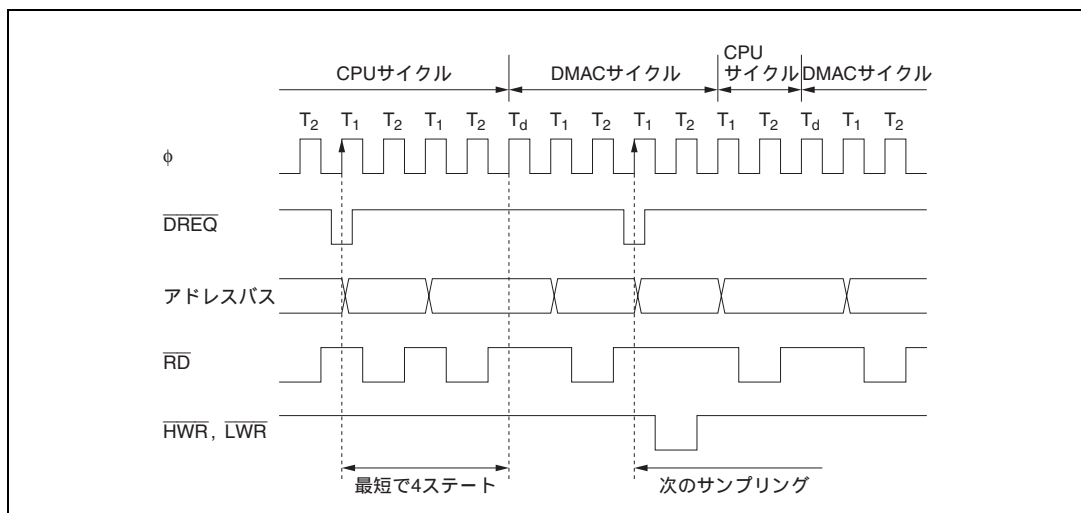 CPU
CPUサイクル DMACサイクル サイクル DMACサイクル
T2 T1 T2 T1 T2 Td T1 T2 T1 T2 T1 T2 Td T1 T2
φ
DREQ
アドレスバス
RD
HWR, LWR
最短で4ステート 次のサンプリング